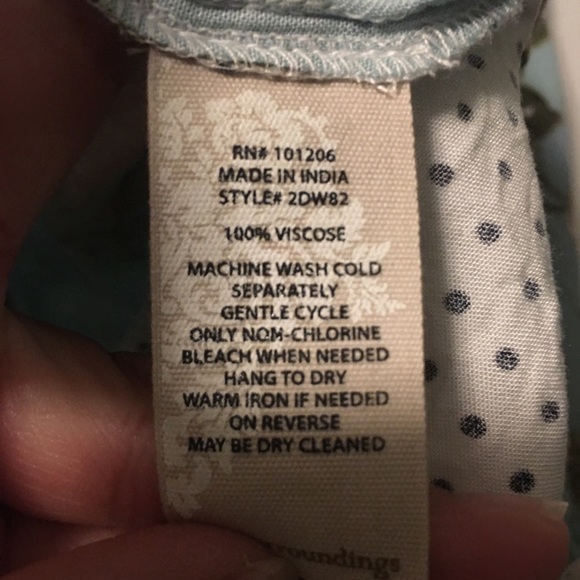 RN# 101206
MADE IN INDIA
STYLE# 2DW82
100% VISCOSE
MACHINE WASH COLD
SEPARATELY
GENTLE CYCLE
ONLY NON-CHLORINE
BLEACH WHEN NEEDED
HANG TO DRY
WARM IRON IF NEEDED
ON REVERSE
MAY BE DRY CLEANED